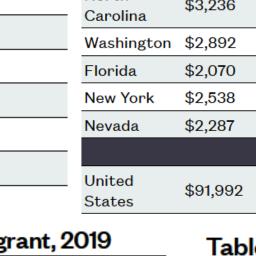 Carolina $3,236
Washington $2,892
Florida $2,070
New York $2,538
Nevada $2,287
United
States $91,992
grant, 2019
Tabl